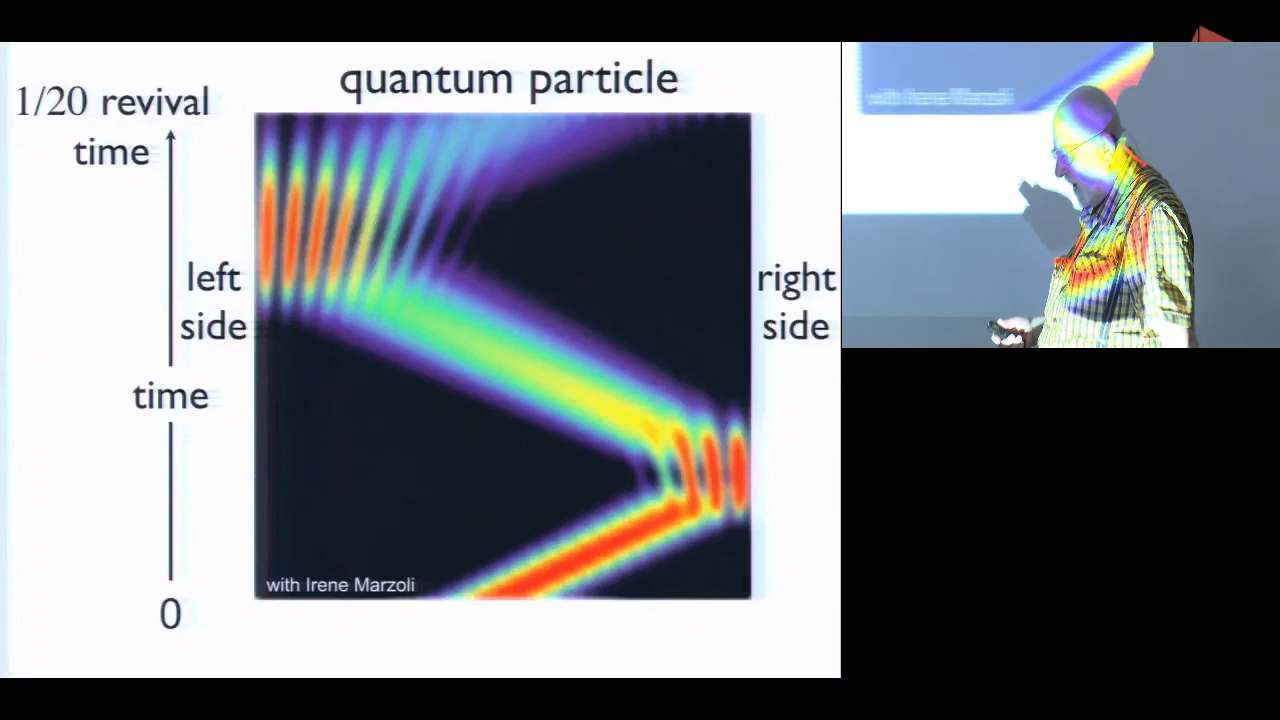 quantum particle
1/20 revival
time
left
side
right
side
time
with Irene Marzoli
0